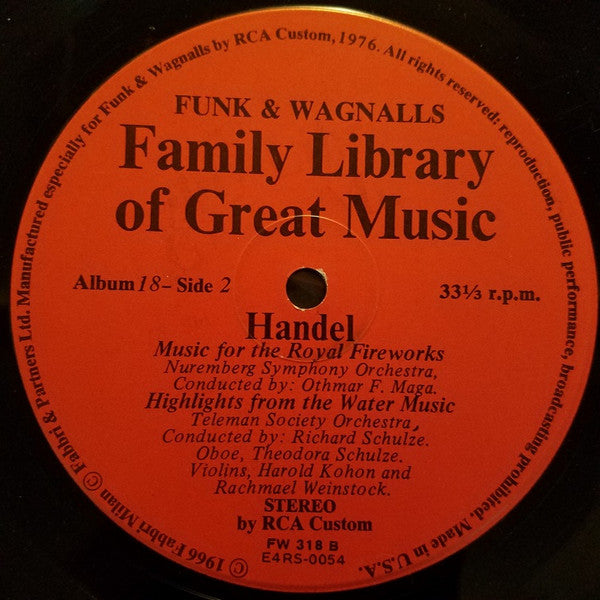 FUNK & WAGNALLS
Family Library
of Great Music
Album 18 – Side 2
33⅓ r.p.m.
Handel
Music for the Royal Fireworks
Nuremberg Symphony Orchestra,
Conducted by: Othmar F. Maga.
Highlights from the Water Music
Teleman Society Orchestra,
Conducted by: Richard Schulze.
Oboe, Theodora Schulze.
Violins, Harold Kohon and
Rachmael Weinstock.
STEREO
by RCA Custom
FW 318 B
E4RS-0054
© 1966 Fabbri Milan © Fabbri & Partners Ltd. Manufactured especially for Funk & Wagnalls by RCA Custom, 1976. All rights reserved: reproduction, public performance, broadcasting prohibited. Made in U.S.A.